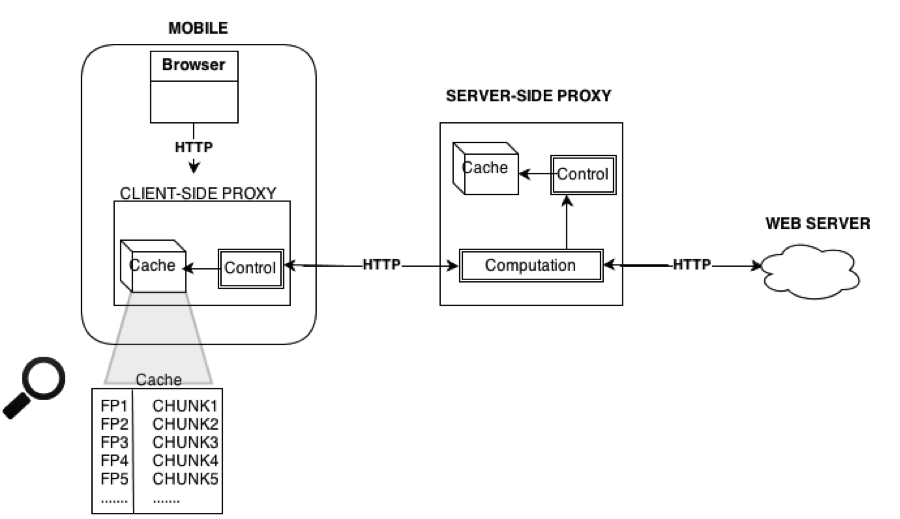 MOBILE
Browser
HTTP
CLIENT-SIDE PROXY
Cache
Control
HTTP
SERVER-SIDE PROXY
Cache
Control
Computation
HTTP
WEB SERVER
Cache
FP1 CHUNK1
FP2 CHUNK2
FP3 CHUNK3
FP4 CHUNK4
FP5 CHUNK5
....... .......